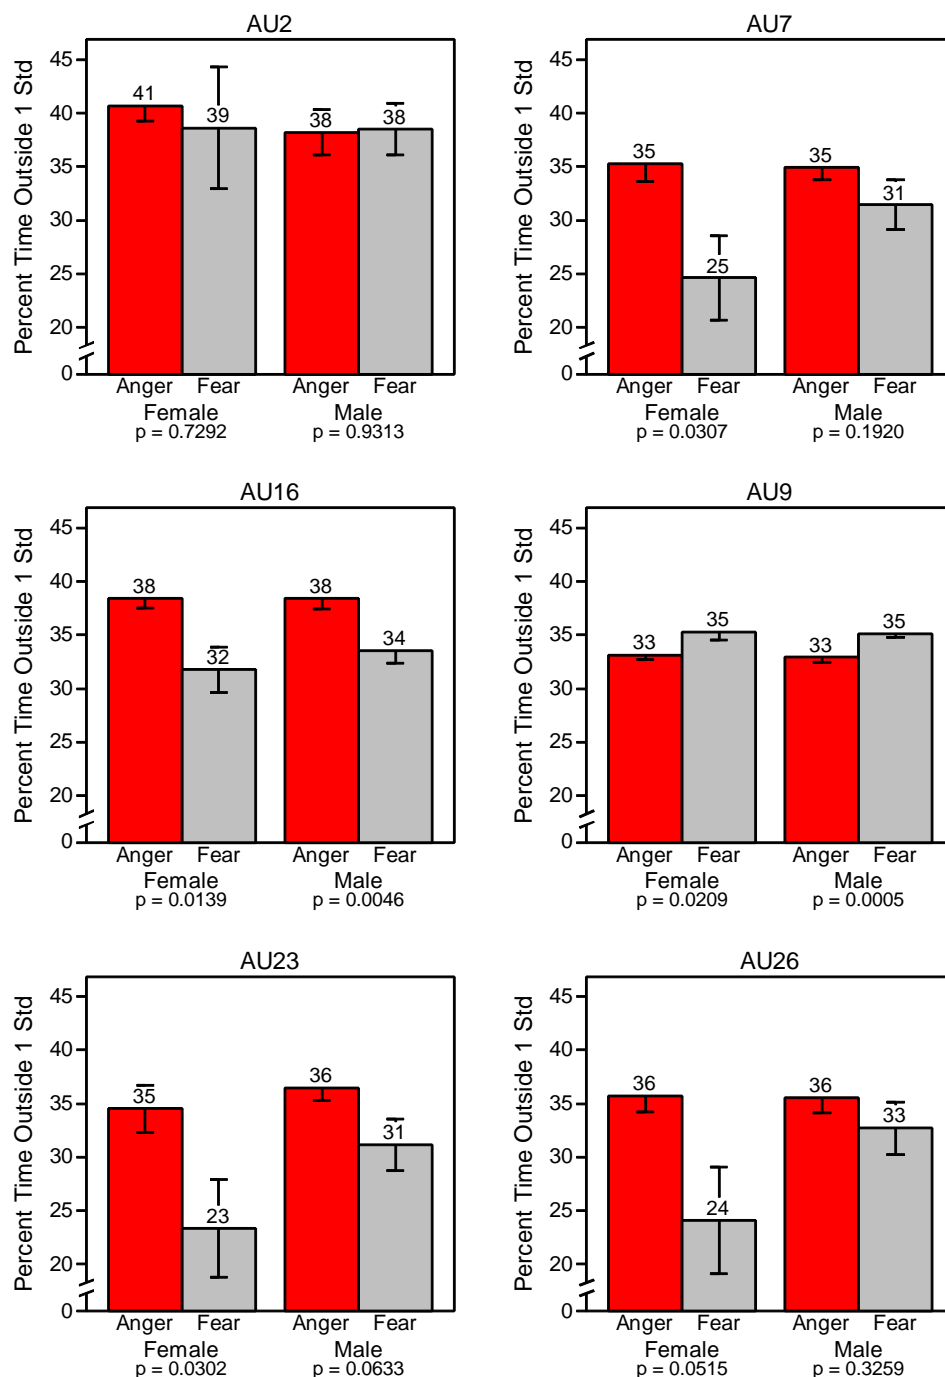 AU2
Percent Time Outside 1 Std
45
40
35
30
25
20
0
41
39
38
38
Anger Fear Anger Fear
Female Male
p = 0.7292 p = 0.9313
AU7
Percent Time Outside 1 Std
45
40
35
30
25
20
0
35
25
35
31
Anger Fear Anger Fear
Female Male
p = 0.0307 p = 0.1920
AU16
Percent Time Outside 1 Std
45
40
35
30
25
20
0
38
32
38
34
Anger Fear Anger Fear
Female Male
p = 0.0139 p = 0.0046
AU9
Percent Time Outside 1 Std
45
40
35
30
25
20
0
33
35
33
35
Anger Fear Anger Fear
Female Male
p = 0.0209 p = 0.0005
AU23
Percent Time Outside 1 Std
45
40
35
30
25
20
0
35
23
36
31
Anger Fear Anger Fear
Female Male
p = 0.0302 p = 0.0633
AU26
Percent Time Outside 1 Std
45
40
35
30
25
20
0
36
24
36
33
Anger Fear Anger Fear
Female Male
p = 0.0515 p = 0.3259